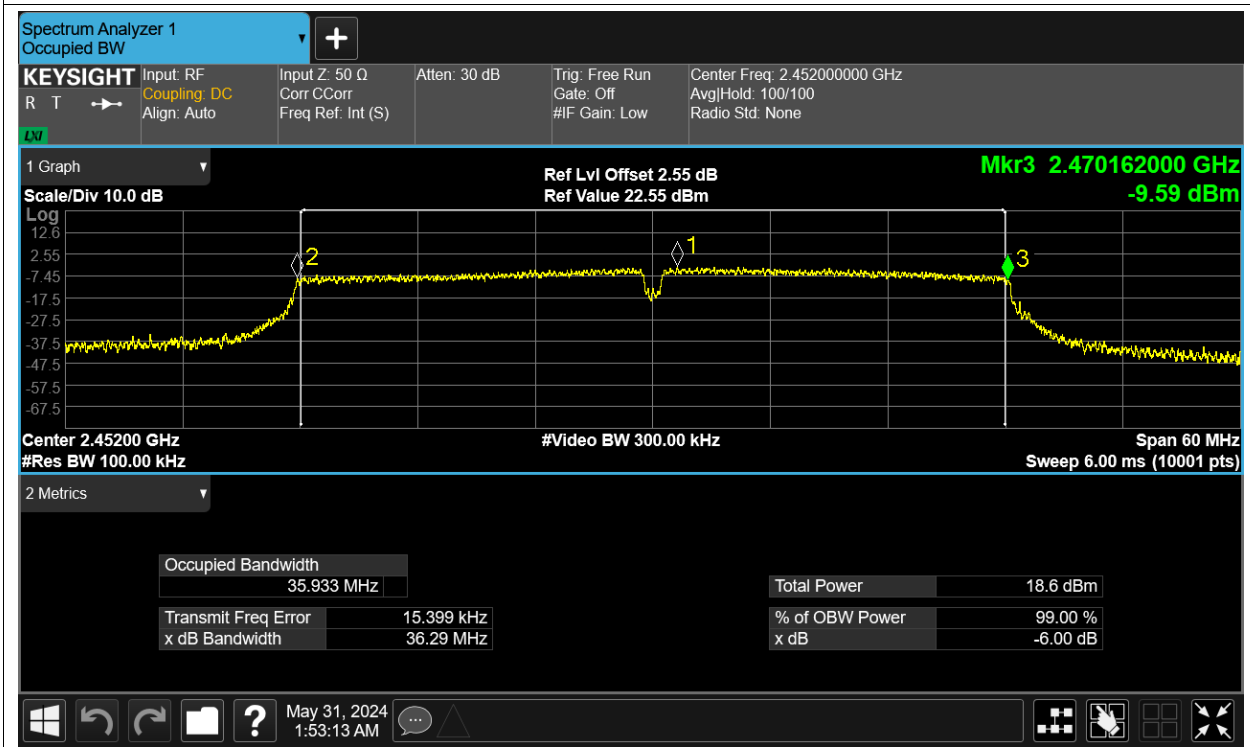 Spectrum Analyzer 1
Occupied BW
KEYSIGHT
R T
LXI
Input: RF
Coupling: DC
Align: Auto
Input Z: 50 Ω
Corr CCorr
Freq Ref: Int (S)
Atten: 30 dB
Trig: Free Run
Gate: Off
#IF Gain: Low
Center Freq: 2.452000000 GHz
Avg|Hold: 100/100
Radio Std: None
1 Graph
Scale/Div 10.0 dB
Ref Lvl Offset 2.55 dB
Ref Value 22.55 dBm
Mkr3 2.470162000 GHz
-9.59 dBm
Log
12.6
2.55
-7.45
-17.5
-27.5
-37.5
-47.5
-57.5
-67.5
2
1
3
Center 2.45200 GHz
#Video BW 300.00 kHz
Span 60 MHz
#Res BW 100.00 kHz
Sweep 6.00 ms (10001 pts)
2 Metrics
Occupied Bandwidth
35.933 MHz
Transmit Freq Error 15.399 kHz
x dB Bandwidth 36.29 MHz
Total Power 18.6 dBm
% of OBW Power 99.00 %
x dB -6.00 dB
?
May 31, 2024
1:53:13 AM